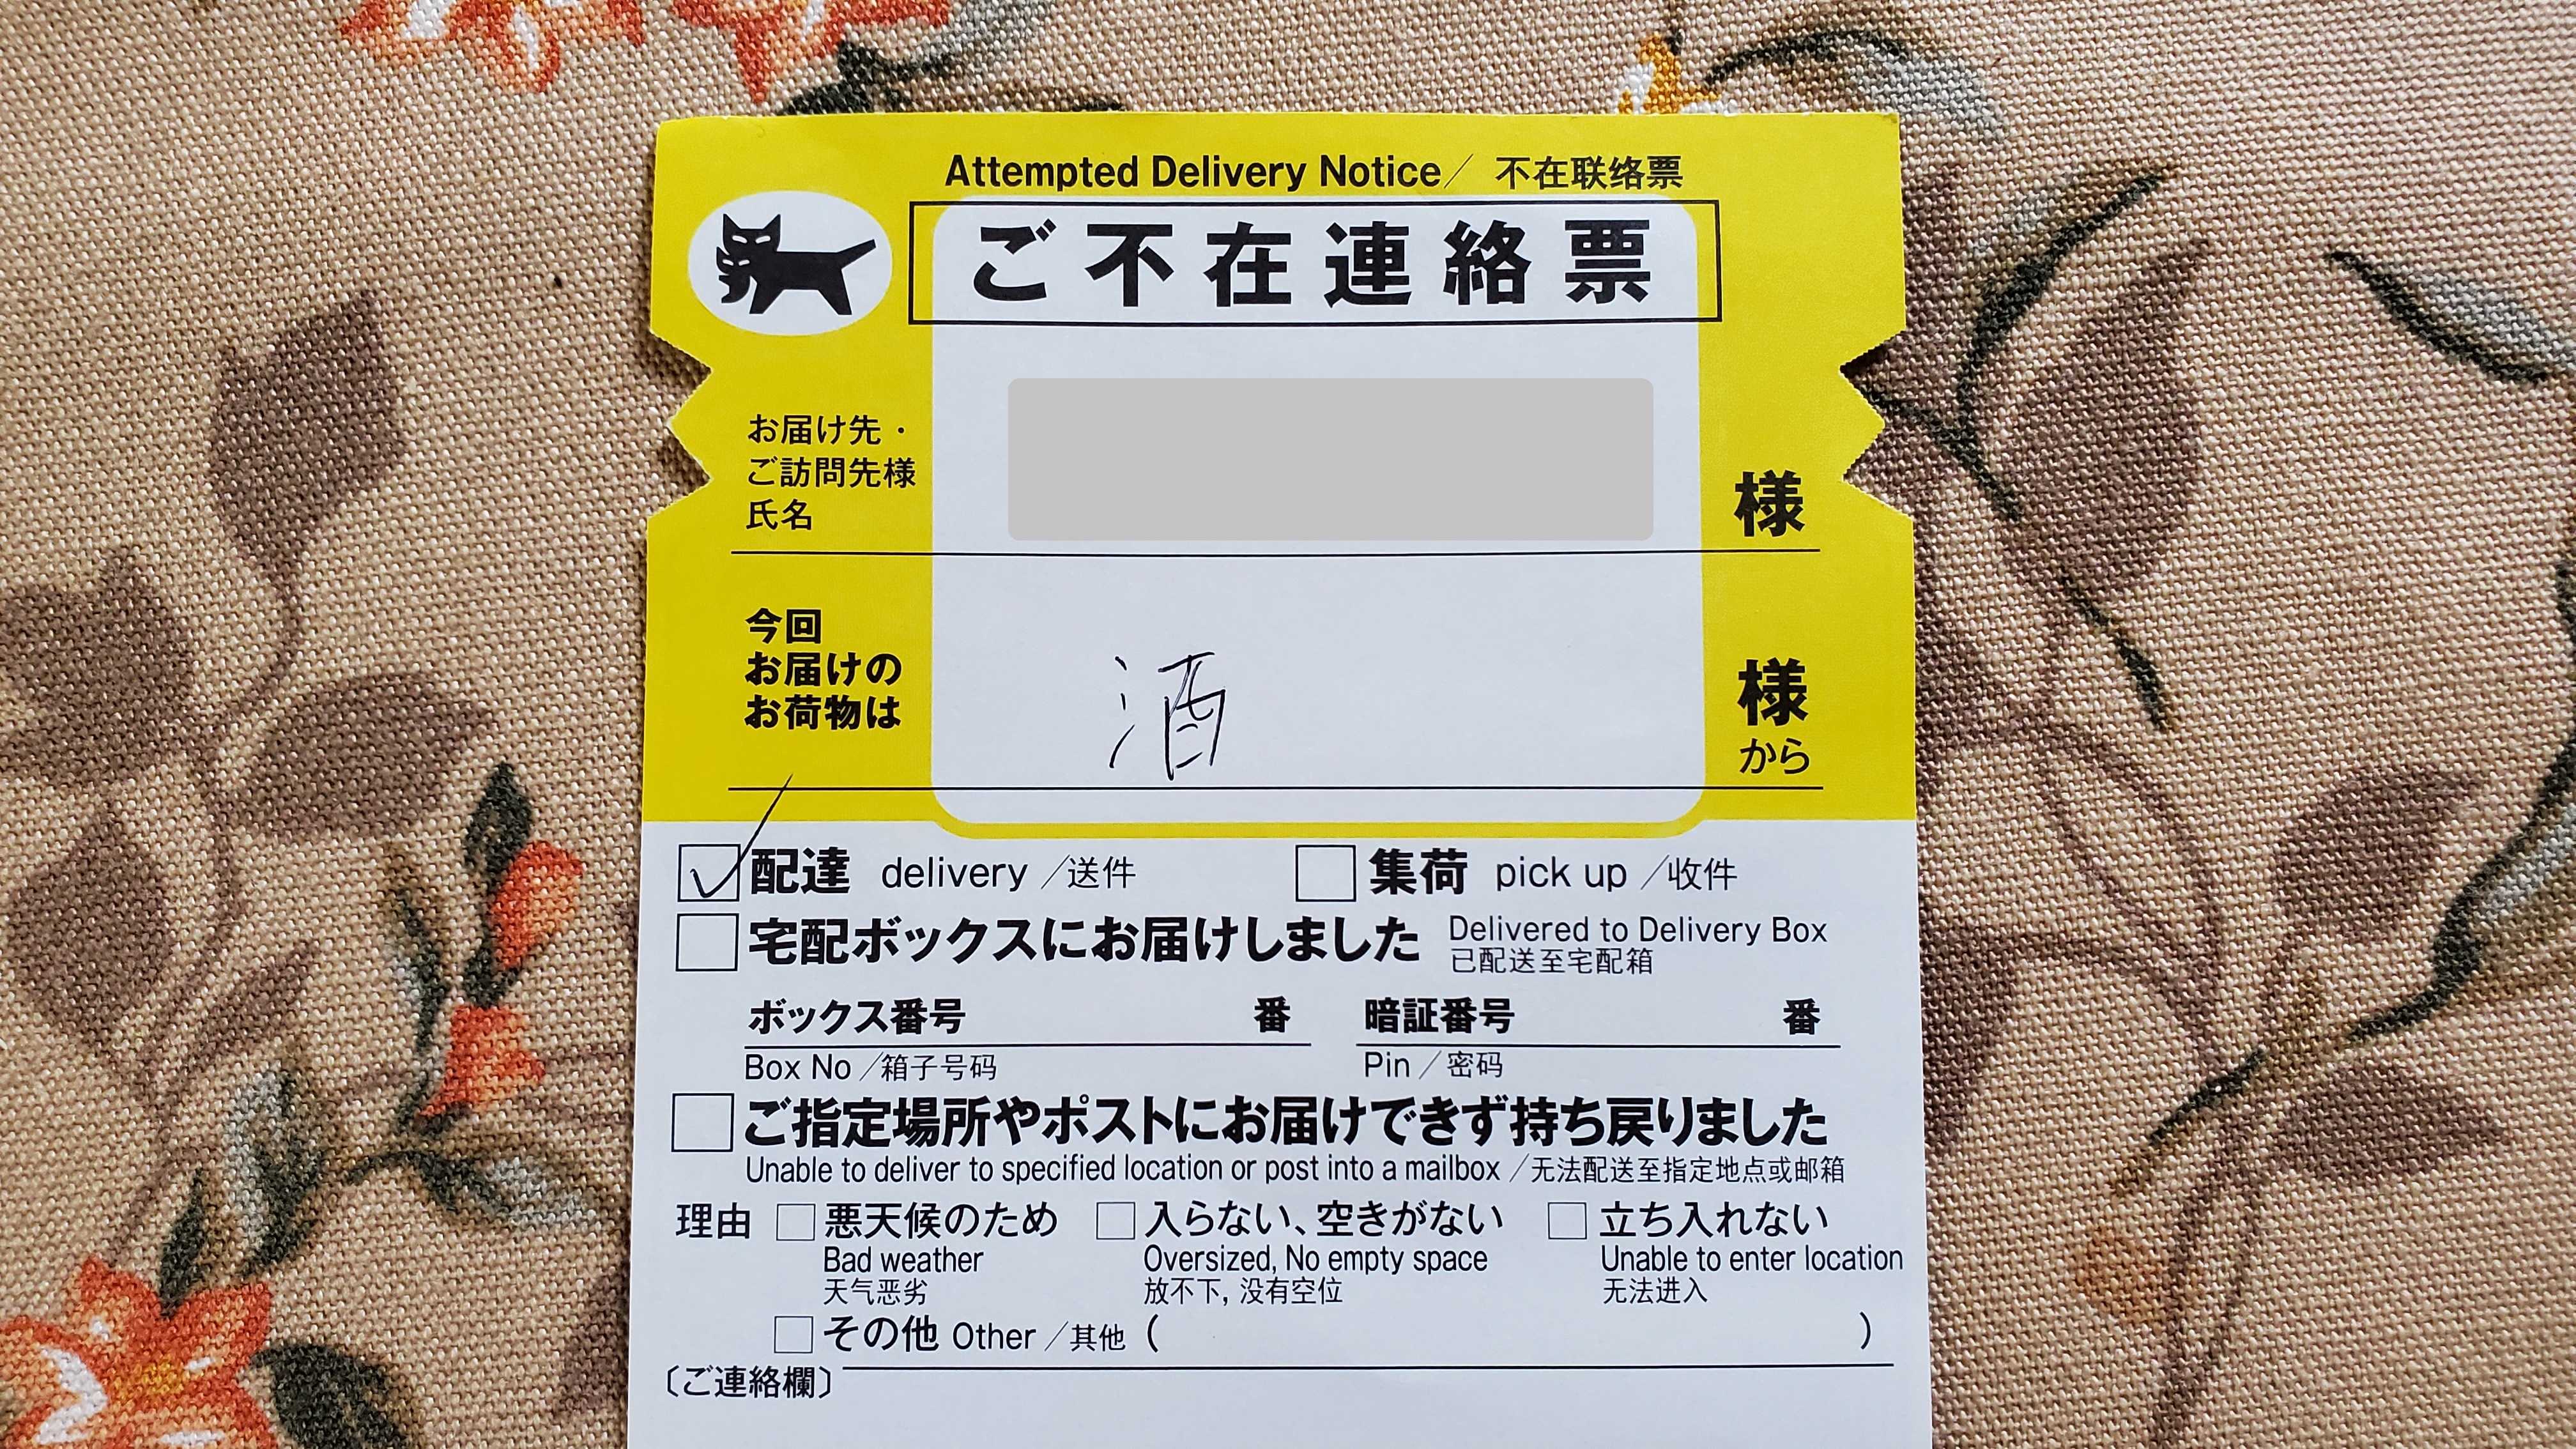 Attempted Delivery Notice／ 不在联络票
ご不在連絡票
お届け先・
ご訪問先様
氏名
様
今回
お届けの
お荷物は
酒
様
から
配達 delivery ／送件
集荷 pick up ／收件
宅配ボックスにお届けしました
Delivered to Delivery Box
已配送至宅配箱
ボックス番号 番
暗証番号 番
Box No ／箱子号码
Pin ／密码
ご指定場所やポストにお届けできず持ち戻りました
Unable to deliver to specified location or post into a mailbox ／无法配送至指定地点或邮箱
理由 悪天候のため 入らない、空きがない 立ち入れない
Bad weather Oversized, No empty space Unable to enter location
天气恶劣 放不下, 没有空位 无法进入
その他 Other ／其他 ( )
〔ご連絡欄〕